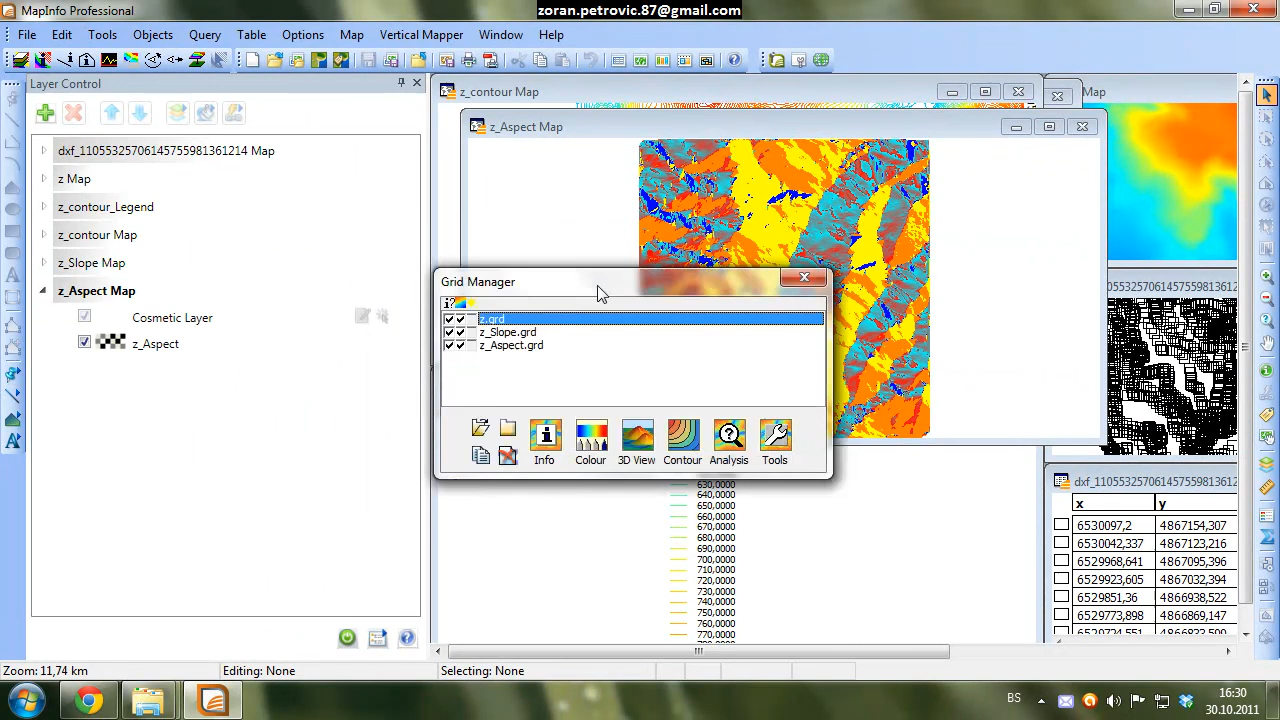 MapInfo Professional
zoran.petrovic.87@gmail.com
File Edit Tools Objects Query Table Options Map Vertical Mapper Window Help
Layer Control
dxf_11055325706145755981361214 Map
z Map
z_contour_Legend
z_contour Map
z_Slope Map
z_Aspect Map
Cosmetic Layer
z_Aspect
z_contour Map
Map
z_Aspect Map
Grid Manager
z.grd
z_Slope.grd
z_Aspect.grd
Info Colour 3D View Contour Analysis Tools
630,0000
640,0000
650,0000
660,0000
670,0000
680,0000
690,0000
700,0000
710,0000
720,0000
730,0000
740,0000
750,0000
760,0000
770,0000
dxf_1105532570614575598136121
x y
6530097,2 4867154,307
6530042,337 4867123,216
6529968,641 4867095,396
6529923,605 4867032,394
6529831,36 4866938,522
6529773,898 4866869,147
Zoom: 11,74 km Editing: None Selecting: None
BS
16:30
30.10.2011